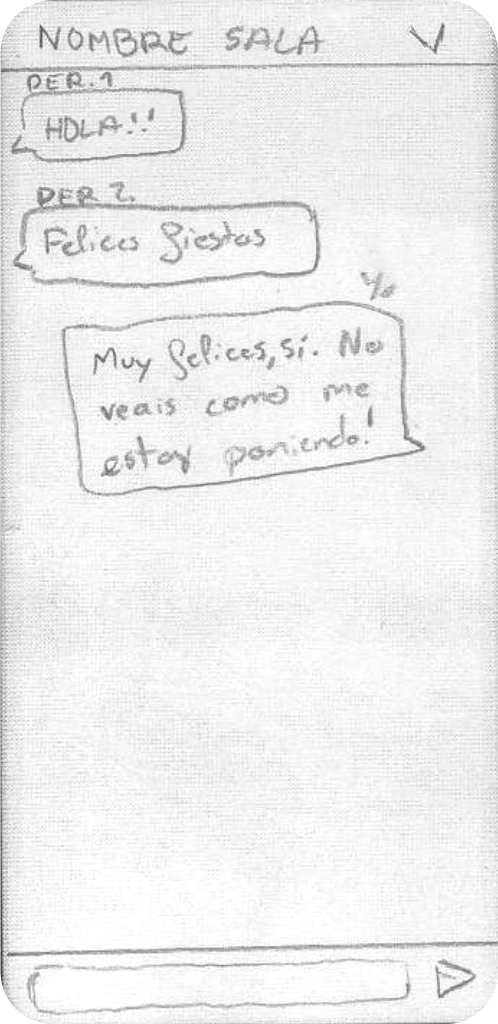 NOMBRE SALA
PER.1
HOLA!!
PER 2.
Felices fiestas
Yo
Muy felices, sí. No
veais como me
estoy poniendo!